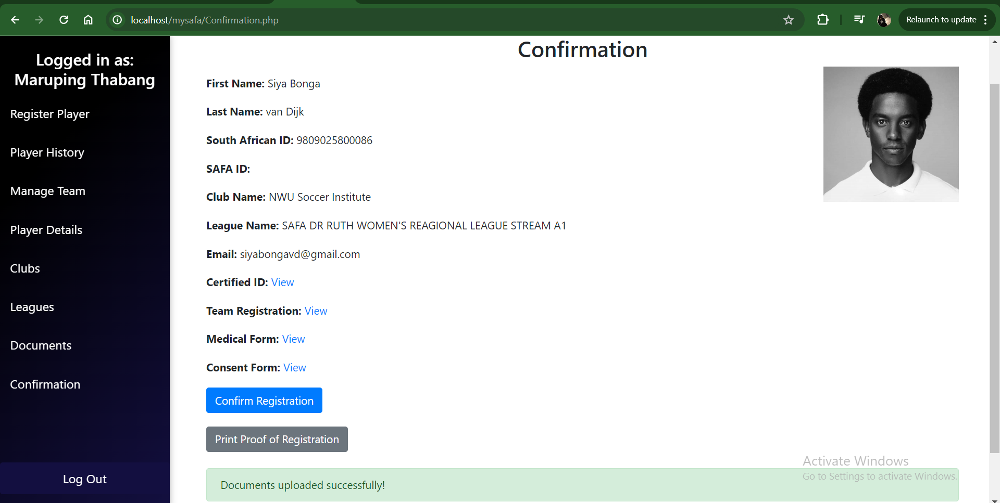 localhost/mysafa/Confirmation.php
Relaunch to update
Logged in as:
Maruping Thabang
Register Player
Player History
Manage Team
Player Details
Clubs
Leagues
Documents
Confirmation
Log Out
Confirmation
First Name: Siya Bonga
Last Name: van Dijk
South African ID: 9809025800086
SAFA ID:
Club Name: NWU Soccer Institute
League Name: SAFA DR RUTH WOMEN'S REAGIONAL LEAGUE STREAM A1
Email: siyabongavd@gmail.com
Certified ID: View
Team Registration: View
Medical Form: View
Consent Form: View
Confirm Registration
Print Proof of Registration
Documents uploaded successfully!
Activate Windows
Go to Settings to activate Windows.